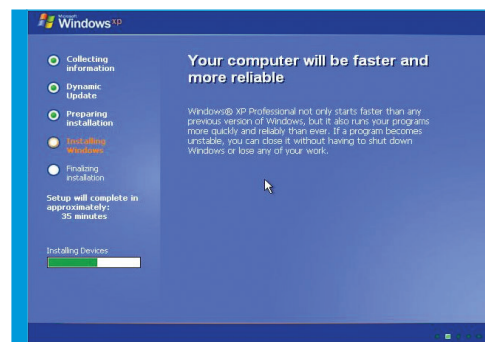 Microsoft
Windows xp
Collecting
information
Dynamic
Update
Preparing
installation
Installing
Windows
Finalizing
installation
Setup will complete in
approximately:
35 minutes
Installing Devices
Your computer will be faster and
more reliable
Windows® XP Professional not only starts faster than any
previous version of Windows, but it also runs your programs
more quickly and reliably than ever. If a program becomes
unstable, you can close it without having to shut down
Windows or lose any of your work.